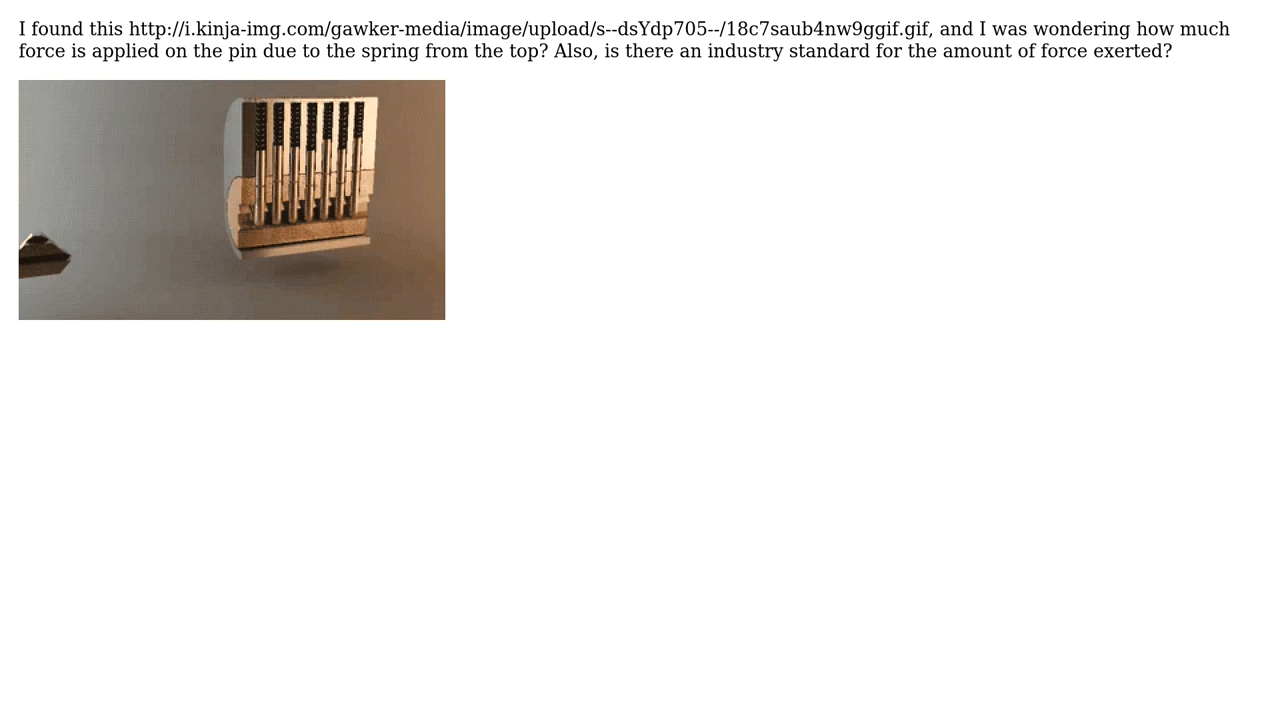 I found this http://i.kinja-img.com/gawker-media/image/upload/s--dsYdp705--/18c7saub4nw9ggif.gif, and I was wondering how much
force is applied on the pin due to the spring from the top? Also, is there an industry standard for the amount of force exerted?